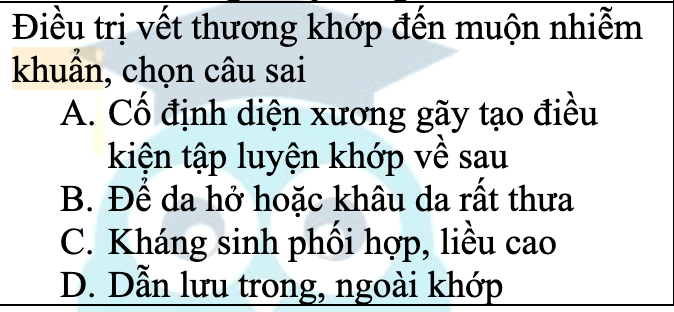 Điều trị vết thương khớp đến muộn nhiễm
khuẩn, chọn câu sai
A. Cố định diện xương gãy tạo điều
kiện tập luyện khớp về sau
B. Để da hở hoặc khâu da rất thưa
C. Kháng sinh phối hợp, liều cao
D. Dẫn lưu trong, ngoài khớp